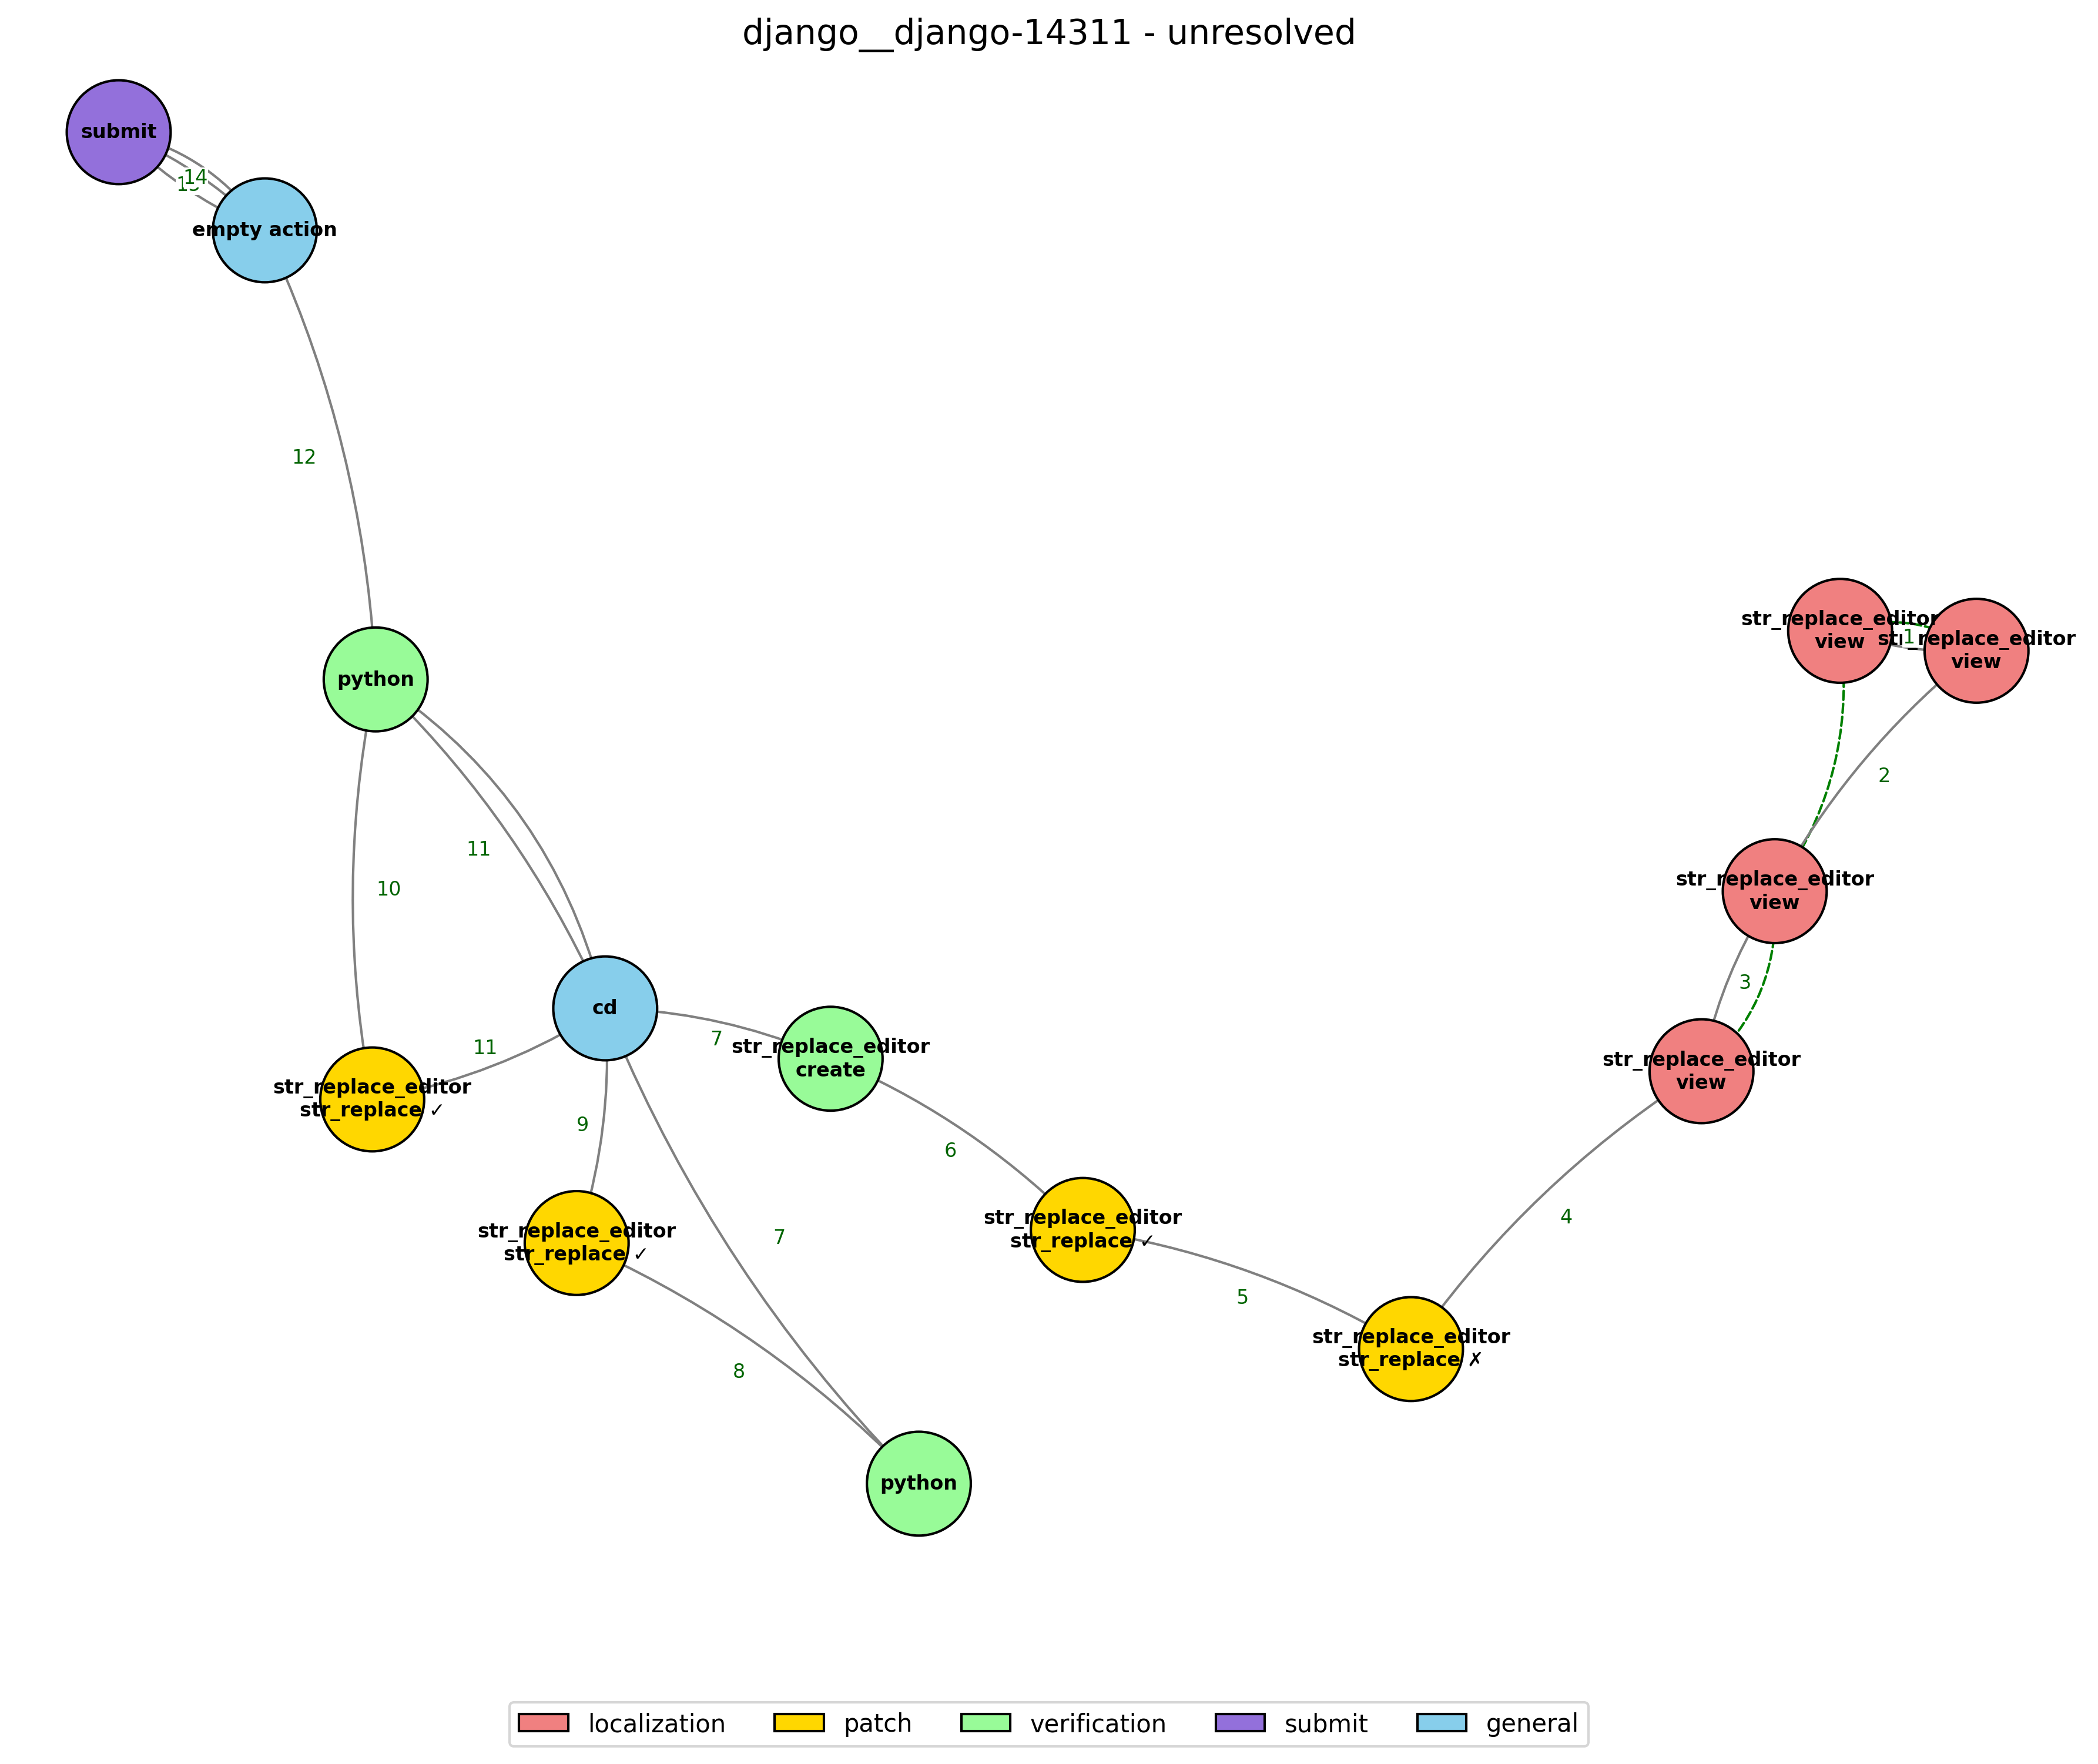 django__django-14311 - unresolved
submit
14
empty action
12
str_replace_editor
view
1
str_replace_editor
view
python
2
11
10
str_replace_editor
view
3
cd
7
str_replace_editor
create
11
str_replace_editor
view
str_replace_editor
str_replace ✓
9
6
4
str_replace_editor
str_replace ✓
str_replace_editor
str_replace ✓
7
5
str_replace_editor
str_replace ✗
8
python
localization
patch
verification
submit
general